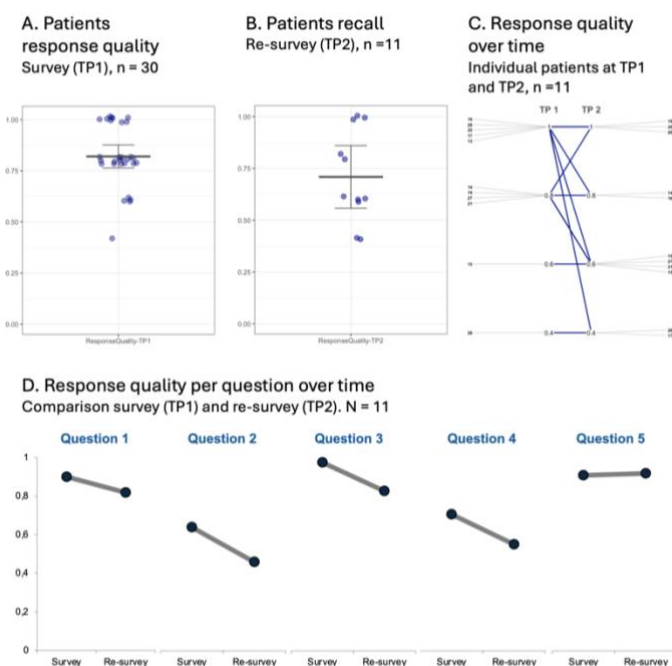 A. Patients
response quality
Survey (TP1), n = 30
B. Patients recall
Re-survey (TP2), n =11
C. Response quality
over time
Individual patients at TP1
and TP2, n =11
TP 1 TP 2
1.00
0.75
0.50
0.25
0.00
ResponseQuality-TP1
1.00
0.75
0.50
0.25
0.00
ResponseQuality-TP2
0.8
0.6 0.6
0.4 0.4
D. Response quality per question over time
Comparison survey (TP1) and re-survey (TP2). N = 11
Question 1 Question 2 Question 3 Question 4 Question 5
1
0,8
0,6
0,4
0,2
0
Survey Re-survey Survey Re-survey Survey Re-survey Survey Re-survey Survey Re-survey